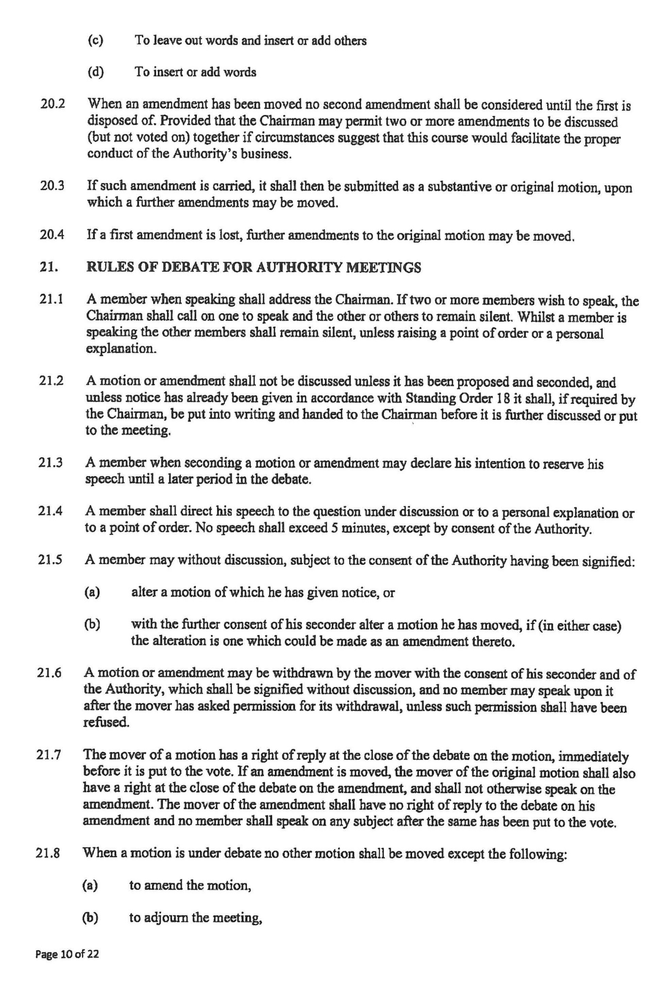 (c) To leave out words and insert or add others
(d) To insert or add words
20.2 When an amendment has been moved no second amendment shall be considered until the first is
disposed of. Provided that the Chairman may permit two or more amendments to be discussed
(but not voted on) together if circumstances suggest that this course would facilitate the proper
conduct of the Authority's business.
20.3 If such amendment is carried, it shall then be submitted as a substantive or original motion, upon
which a further amendments may be moved.
20.4 If a first amendment is lost, further amendments to the original motion may be moved.
21. RULES OF DEBATE FOR AUTHORITY MEETINGS
21.1 A member when speaking shall address the Chairman. If two or more members wish to speak, the
Chairman shall call on one to speak and the other or others to remain silent. Whilst a member is
speaking the other members shall remain silent, unless raising a point of order or a personal
explanation.
21.2 A motion or amendment shall not be discussed unless it has been proposed and seconded, and
unless notice has already been given in accordance with Standing Order 18 it shall, if required by
the Chairman, be put into writing and handed to the Chairman before it is further discussed or put
to the meeting.
21.3 A member when seconding a motion or amendment may declare his intention to reserve his
speech until a later period in the debate.
21.4 A member shall direct his speech to the question under discussion or to a personal explanation or
to a point of order. No speech shall exceed 5 minutes, except by consent of the Authority.
21.5 A member may without discussion, subject to the consent of the Authority having been signified:
(a) alter a motion of which he has given notice, or
(b) with the further consent of his seconder alter a motion he has moved, if (in either case)
the alteration is one which could be made as an amendment thereto.
21.6 A motion or amendment may be withdrawn by the mover with the consent of his seconder and of
the Authority, which shall be signified without discussion, and no member may speak upon it
after the mover has asked permission for its withdrawal, unless such permission shall have been
refused.
21.7 The mover of a motion has a right of reply at the close of the debate on the motion, immediately
before it is put to the vote. If an amendment is moved, the mover of the original motion shall also
have a right at the close of the debate on the amendment, and shall not otherwise speak on the
amendment. The mover of the amendment shall have no right of reply to the debate on his
amendment and no member shall speak on any subject after the same has been put to the vote.
21.8 When a motion is under debate no other motion shall be moved except the following:
(a) to amend the motion,
(b) to adjourn the meeting,
Page 10 of 22